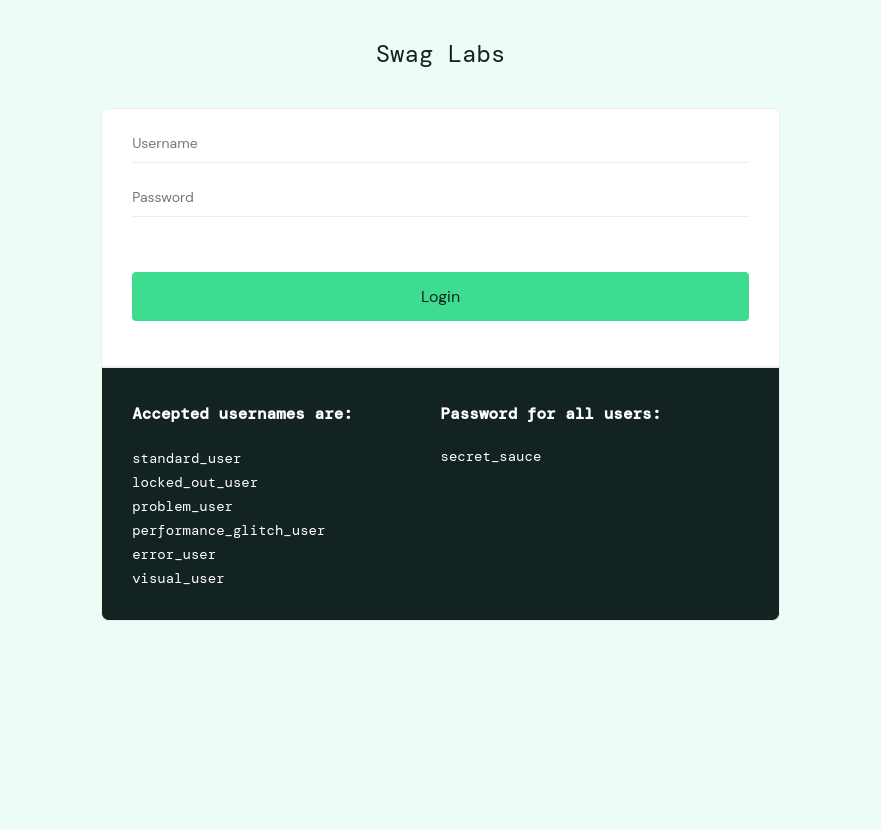 Swag Labs
Username
Password
Login
Accepted usernames are:
standard_user
locked_out_user
problem_user
performance_glitch_user
error_user
visual_user
Password for all users:
secret_sauce